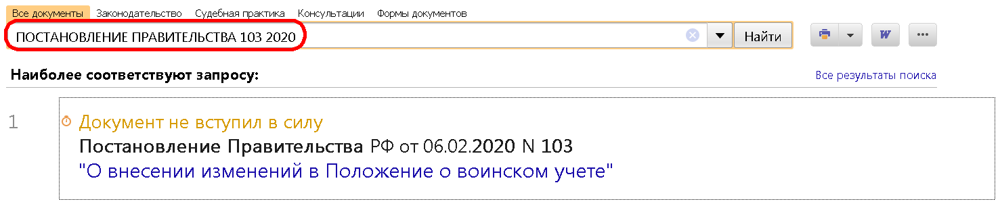 Все документы Законодательство Судебная практика Консультации Формы документов
ПОСТАНОВЛЕНИЕ ПРАВИТЕЛЬСТВА 103 2020 Найти W
Наиболее соответствуют запросу: Все результаты поиска
1 Документ не вступил в силу
Постановление Правительства РФ от 06.02.2020 N 103
"О внесении изменений в Положение о воинском учете"